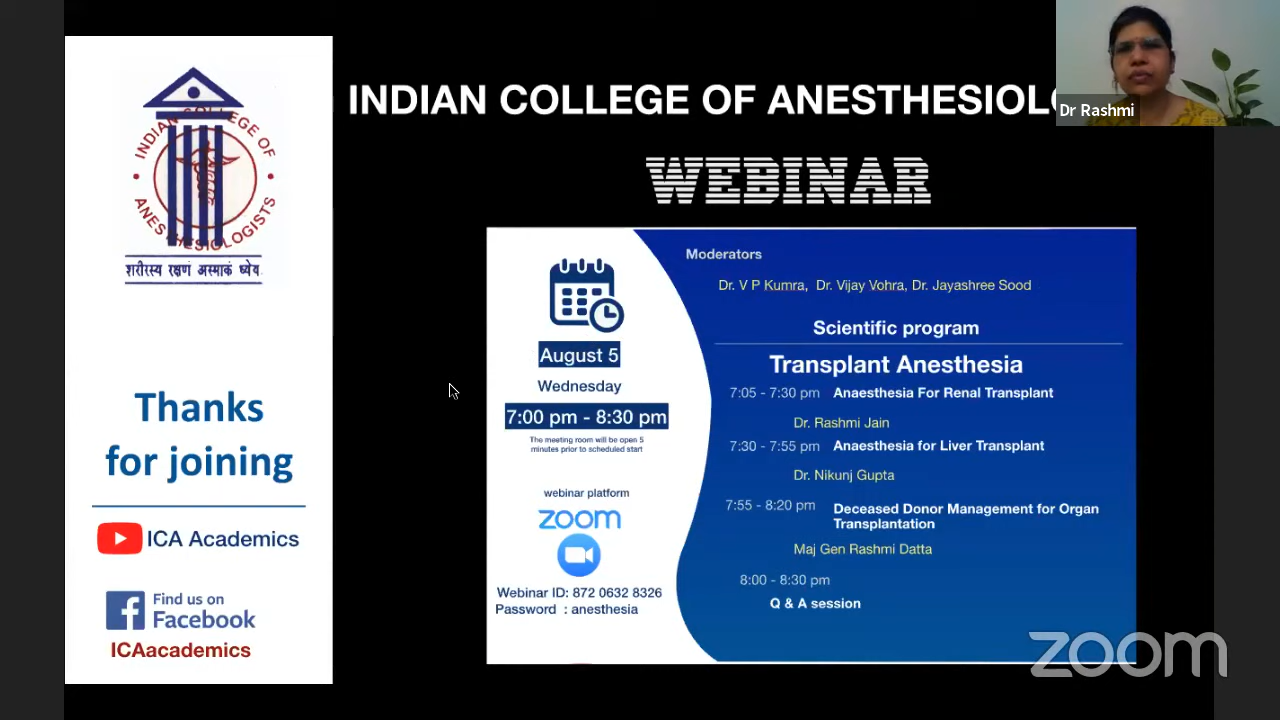 INDIAN COLLEGE OF
ANESTHESIOLOGISTS
शरीरस्य रक्षणं अस्माकं ध्येय
Thanks
for joining
ICA Academics
Find us on
Facebook
ICAacademics
INDIAN COLLEGE OF ANESTHESIOL
Dr Rashmi
WEBINAR
August 5
Wednesday
7:00 pm - 8:30 pm
The meeting room will be open 5
minutes prior to scheduled start
webinar platform
zoom
Webinar ID: 872 0632 8326
Password : anesthesia
Moderators
Dr. V P Kumra, Dr. Vijay Vohra, Dr. Jayashree Sood
Scientific program
Transplant Anesthesia
7:05 - 7:30 pm Anaesthesia For Renal Transplant
Dr. Rashmi Jain
7:30 - 7:55 pm Anaesthesia for Liver Transplant
Dr. Nikunj Gupta
7:55 - 8:20 pm Deceased Donor Management for Organ
Transplantation
Maj Gen Rashmi Datta
8:00 - 8:30 pm
Q & A session
zoom